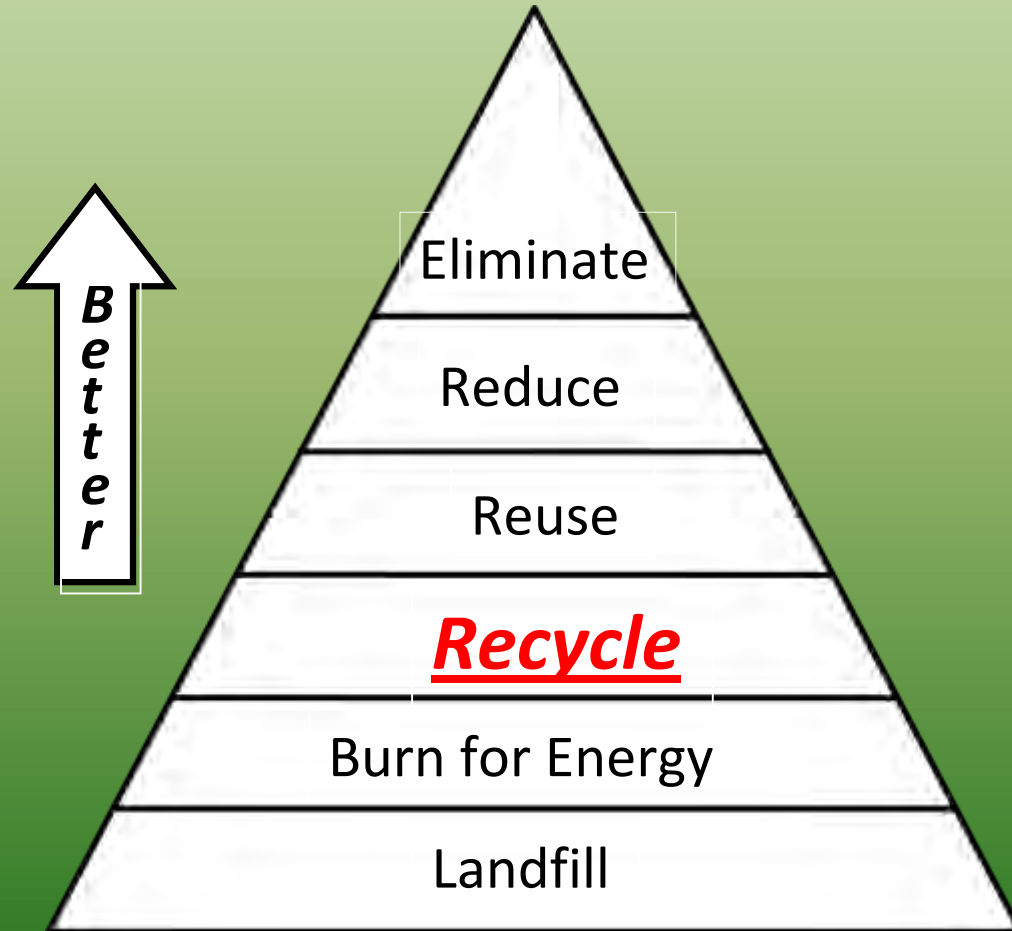 Eliminate
Better
Reduce
Reuse
Recycle
Burn for Energy
Landfill